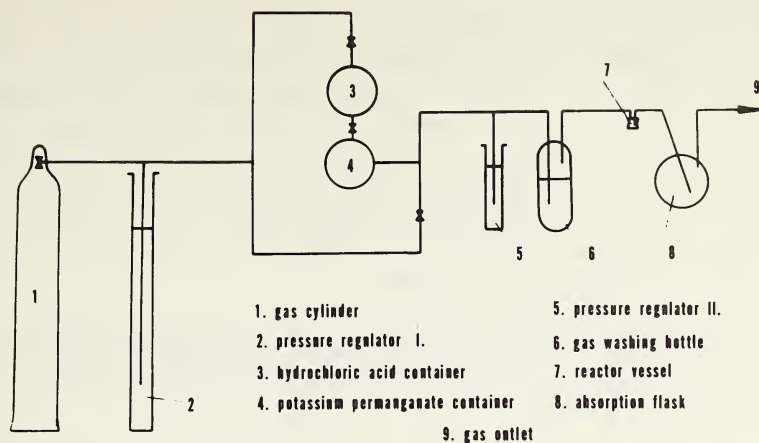 7
9
3
4
5
6
8
1
2
1. gas cylinder
2. pressure regulator I.
3. hydrochloric acid container
4. potassium permanganate container
5. pressure regulator II.
6. gas washing bottle
7. reactor vessel
8. absorption flask
9. gas outlet